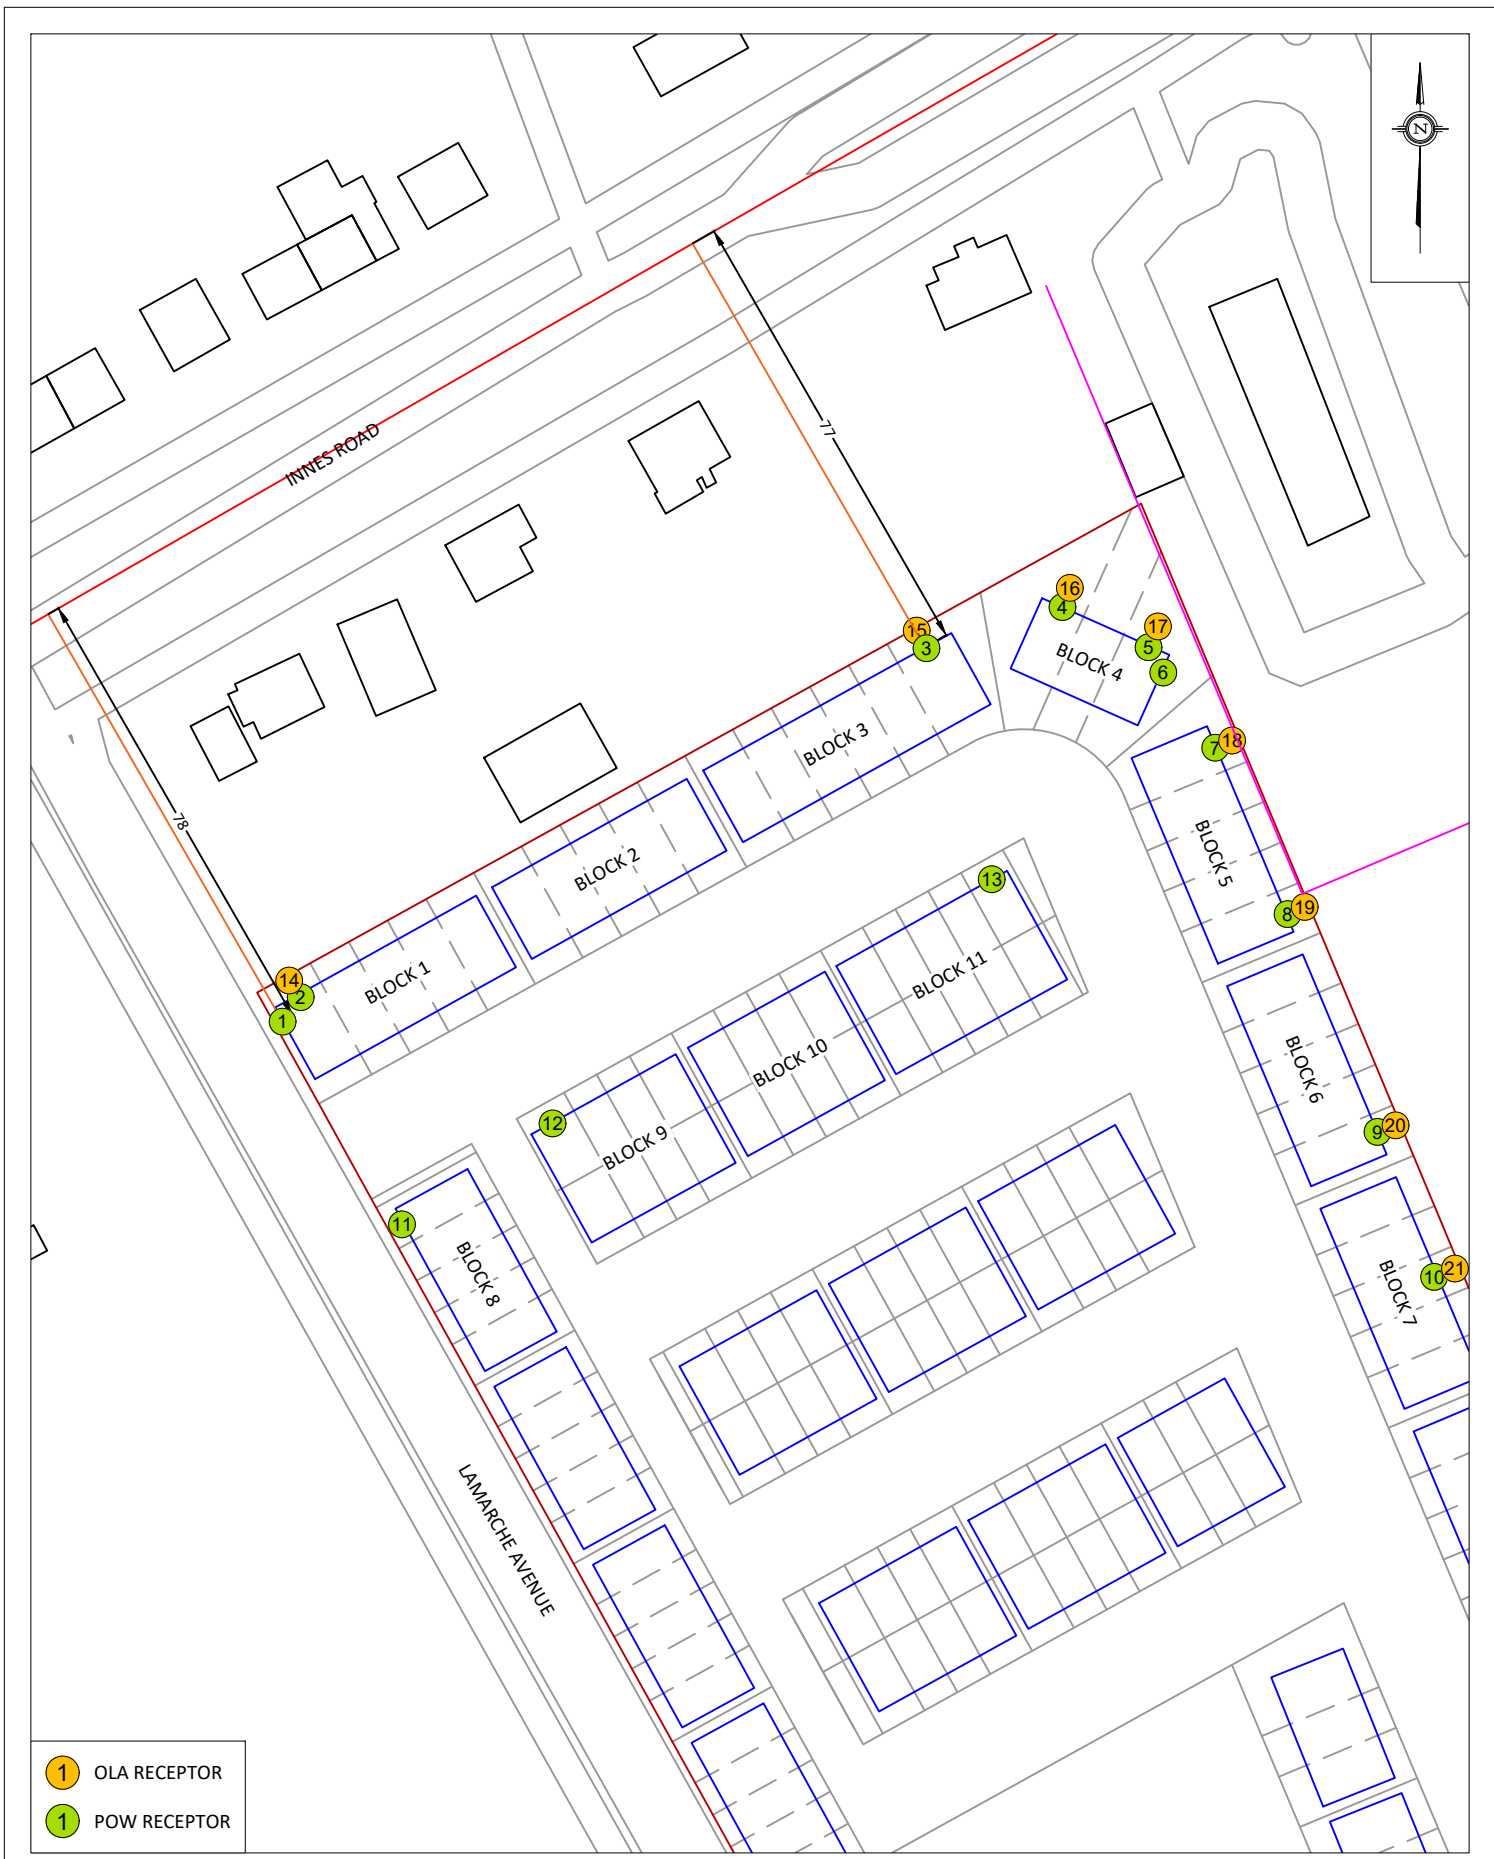 N
INNES ROAD
77
16
4
17
15
5
3
BLOCK 4
6
BLOCK 3
18
7
78
BLOCK 5
BLOCK 2
13
19
8
BLOCK 1
14
2
1
BLOCK 11
BLOCK 10
BLOCK 6
12
20
9
BLOCK 9
11
BLOCK 8
21
10
BLOCK 7
LAMARCHE AVENUE
1 OLA RECEPTOR
1 POW RECEPTOR